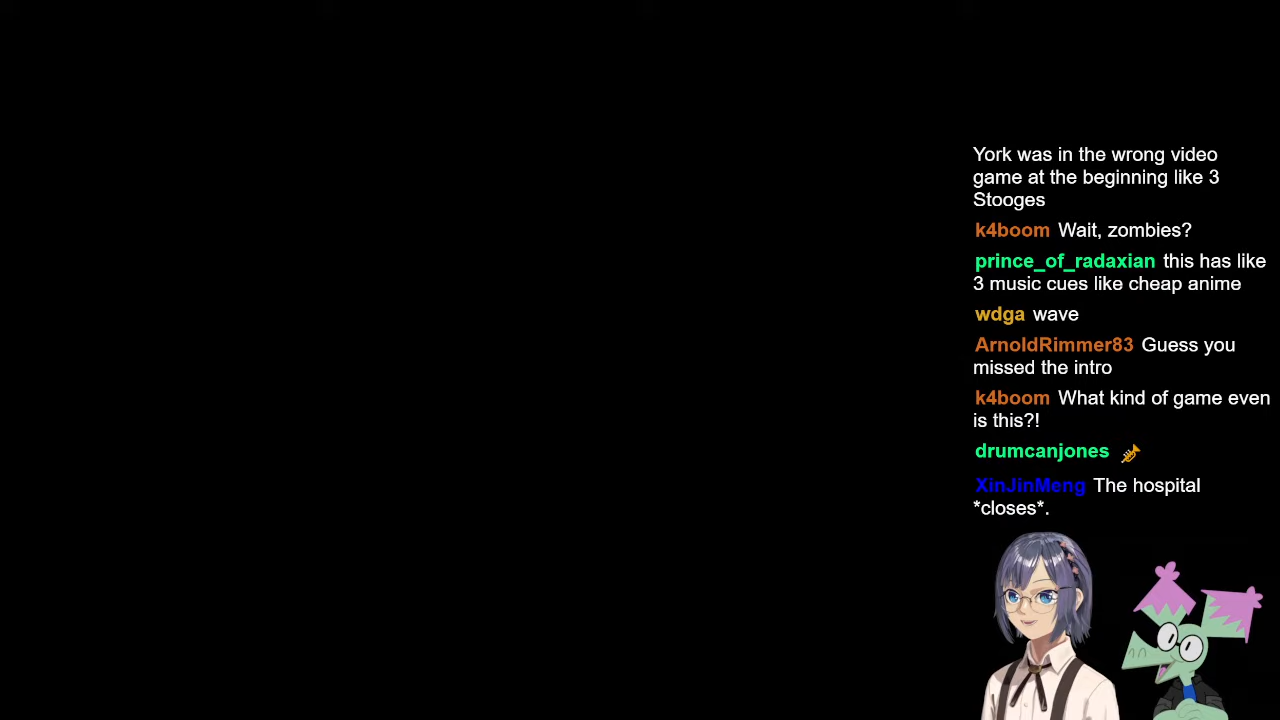 York was in the wrong video
game at the beginning like 3
Stooges
k4boom Wait, zombies?
prince_of_radaxian this has like
3 music cues like cheap anime
wdga wave
ArnoldRimmer83 Guess you
missed the intro
k4boom What kind of game even
is this?!
drumcanjones
XinJinMeng The hospital
*closes*.